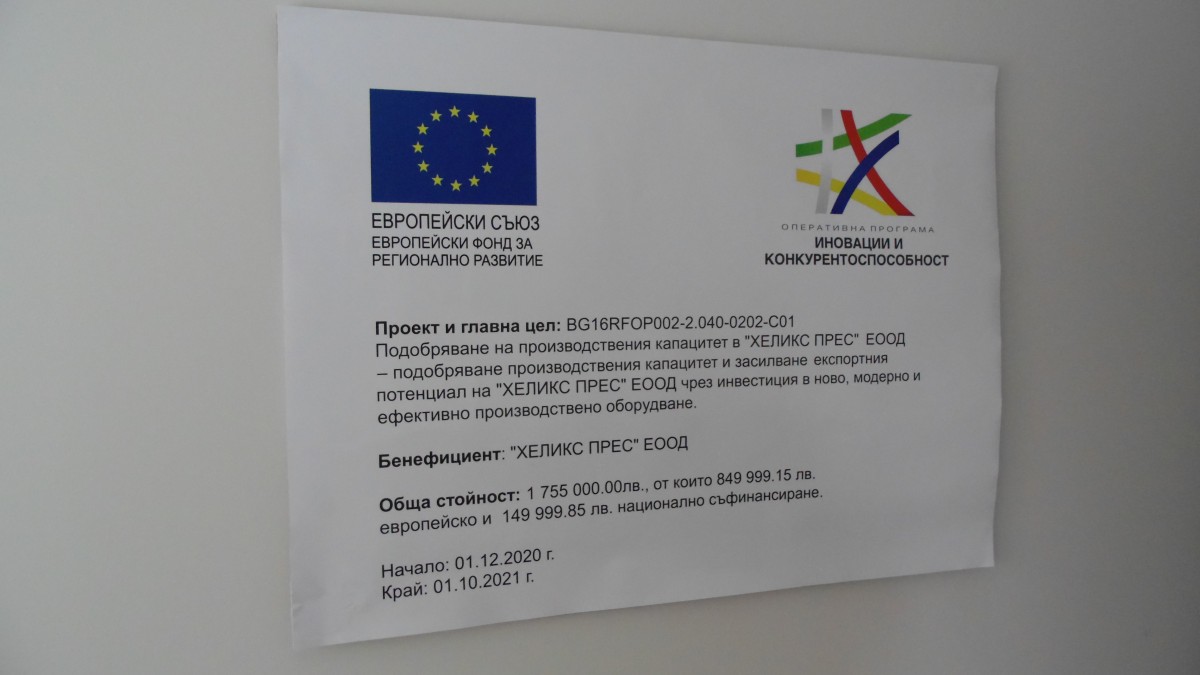 ЕВРОПЕЙСКИ СЪЮЗ
ЕВРОПЕЙСКИ ФОНД ЗА
РЕГИОНАЛНО РАЗВИТИЕ
ОПЕРАТИВНА ПРОГРАМА
ИНОВАЦИИ И
КОНКУРЕНТОСПОСОБНОСТ
Проект и главна цел: BG16RFOP002-2.040-0202-C01
Подобряване на производствения капацитет в "ХЕЛИКС ПРЕС" ЕООД
– подобряване производствения капацитет и засилване експортния
потенциал на "ХЕЛИКС ПРЕС" ЕООД чрез инвестиция в ново, модерно и
ефективно производствено оборудване.
Бенефициент: "ХЕЛИКС ПРЕС" ЕООД
Обща стойност: 1 755 000.00лв., от които 849 999.15 лв.
европейско и 149 999.85 лв. национално съфинансиране.
Начало: 01.12.2020 г.
Край: 01.10.2021 г.